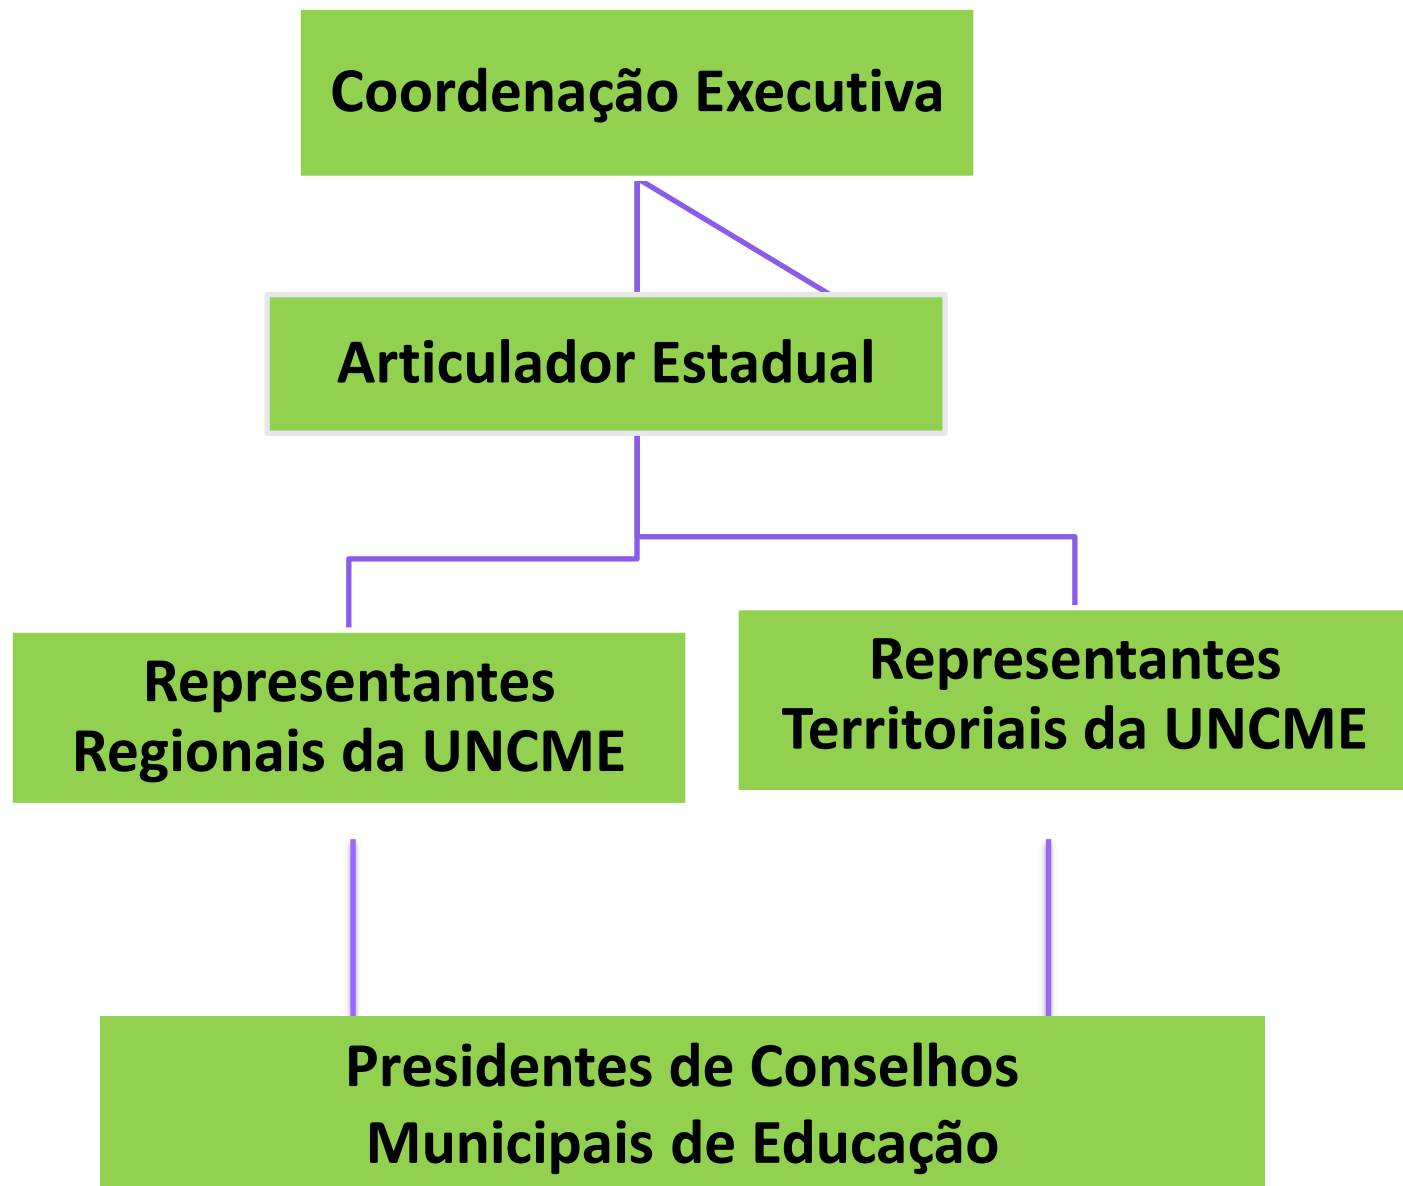 Coordenação Executiva
Articulador Estadual
Representantes
Regionais da UNCME
Representantes
Territoriais da UNCME
Presidentes de Conselhos
Municipais de Educação